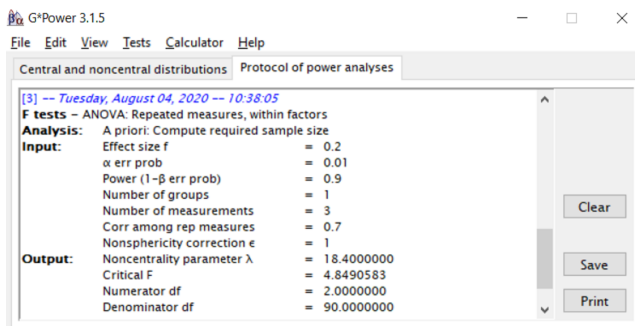 G*Power 3.1.5
File Edit View Tests Calculator Help
Central and noncentral distributions Protocol of power analyses
[3] -- Tuesday, August 04, 2020 -- 10:38:05
F tests - ANOVA: Repeated measures, within factors
Analysis: A priori: Compute required sample size
Input: Effect size f = 0.2
α err prob = 0.01
Power (1-β err prob) = 0.9
Number of groups = 1
Number of measurements = 3
Corr among rep measures = 0.7
Nonsphericity correction ϵ = 1
Output: Noncentrality parameter λ = 18.4000000
Critical F = 4.8490583
Numerator df = 2.0000000
Denominator df = 90.0000000
Clear
Save
Print